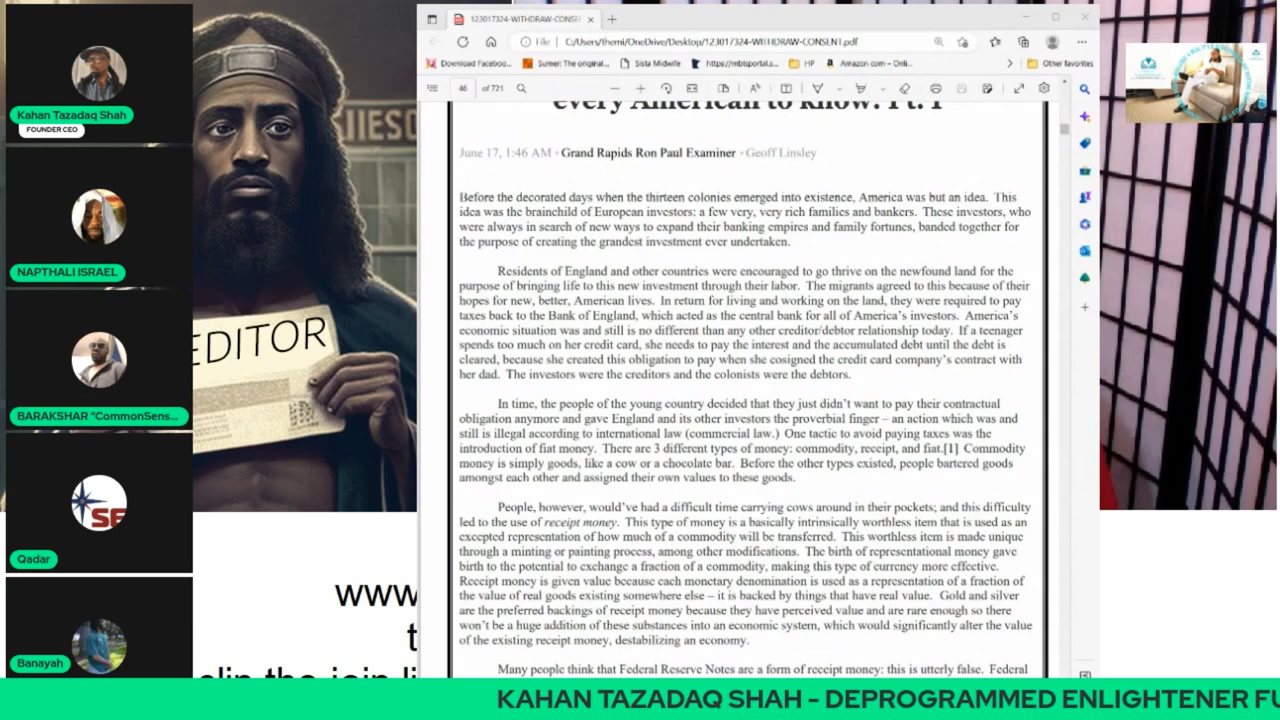 Kahan Tazadaq Shah
FOUNDER CEO
NAPTHALI ISRAEL
BARAKSHAR "CommonSens...
Qadar
SE
Banayah
EDITOR
123017324-WITHDRAW-CONSE
File
C:/Users/themi/OneDrive/Desktop/123017324-WITHDRAW-CONSENT.pdf
Download Faceboo...
Sumer: The original...
Sista Midwife
https://mblsportal.s...
HP
Amazon.com – Onli...
Other favorites
46 of 721
every American to know: Pt. 1
June 17, 1:46 AM · Grand Rapids Ron Paul Examiner · Geoff Linsley
Before the decorated days when the thirteen colonies emerged into existence, America was but an idea. This
idea was the brainchild of European investors: a few very, very rich families and bankers. These investors, who
were always in search of new ways to expand their banking empires and family fortunes, banded together for
the purpose of creating the grandest investment ever undertaken.
Residents of England and other countries were encouraged to go thrive on the newfound land for the
purpose of bringing life to this new investment through their labor. The migrants agreed to this because of their
hopes for new, better, American lives. In return for living and working on the land, they were required to pay
taxes back to the Bank of England, which acted as the central bank for all of America's investors. America's
economic situation was and still is no different than any other creditor/debtor relationship today. If a teenager
spends too much on her credit card, she needs to pay the interest and the accumulated debt until the debt is
cleared, because she created this obligation to pay when she cosigned the credit card company's contract with
her dad. The investors were the creditors and the colonists were the debtors.
In time, the people of the young country decided that they just didn't want to pay their contractual
obligation anymore and gave England and its other investors the proverbial finger – an action which was and
still is illegal according to international law (commercial law.) One tactic to avoid paying taxes was the
introduction of fiat money. There are 3 different types of money: commodity, receipt, and fiat.[1] Commodity
money is simply goods, like a cow or a chocolate bar. Before the other types existed, people bartered goods
amongst each other and assigned their own values to these goods.
People, however, would've had a difficult time carrying cows around in their pockets; and this difficulty
led to the use of receipt money. This type of money is a basically intrinsically worthless item that is used as an
excepted representation of how much of a commodity will be transferred. This worthless item is made unique
through a minting or painting process, among other modifications. The birth of representational money gave
birth to the potential to exchange a fraction of a commodity, making this type of currency more effective.
Receipt money is given value because each monetary denomination is used as a representation of a fraction of
the value of real goods existing somewhere else – it is backed by things that have real value. Gold and silver
are the preferred backings of receipt money because they have perceived value and are rare enough so there
won't be a huge addition of these substances into an economic system, which would significantly alter the value
of the existing receipt money, destabilizing an economy.
Many people think that Federal Reserve Notes are a form of receipt money: this is utterly false. Federal
www
KAHAN TAZADAQ SHAH - DEPROGRAMMED ENLIGHTENER FU